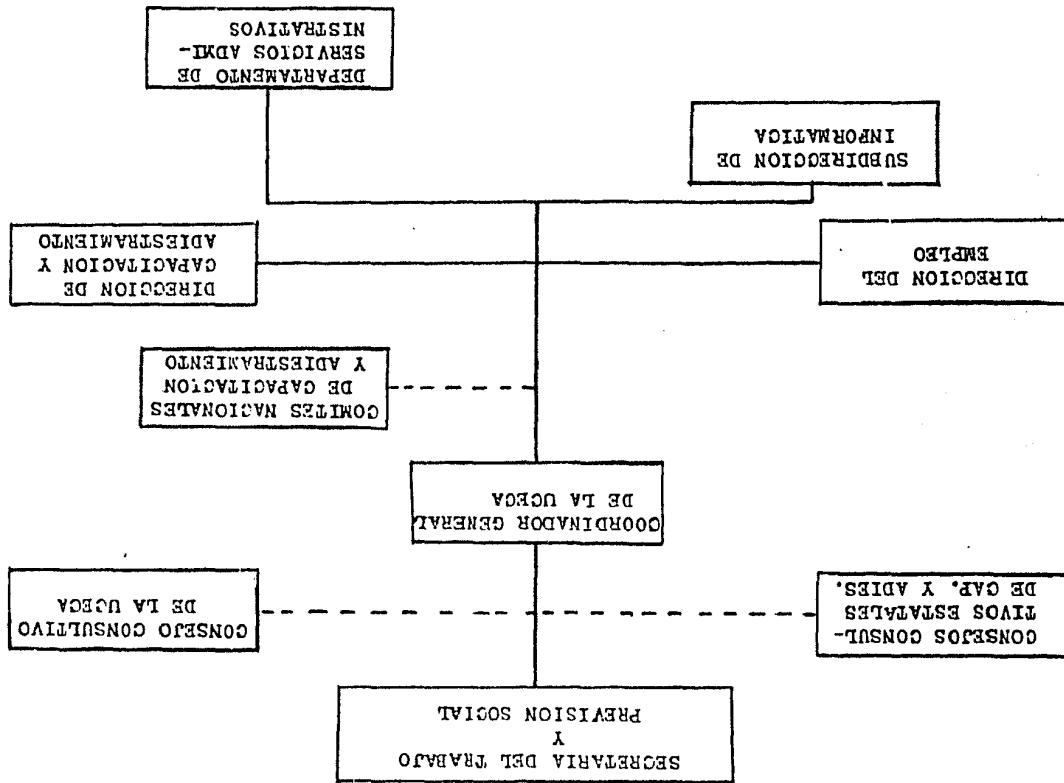 SECRETARIA DEL TRABAJO
Y
PREVISION SOCIAL
CONSEJOS CONSUL-
TIVOS ESTATALES
DE CAP. Y ADIES.
CONSEJO CONSULTIVO
DE LA UCECA
COORDINADOR GENERAL
DE LA UCECA
COMITES NACIONALES
DE CAPACITACION
Y ADIESTRAMIENTO
DIRECCION DEL
EMPLEO
DIRECCION DE
CAPACITACION Y
ADIESTRAMIENTO
SUBDIRECCION DE
INFORMATICA
DEPARTAMENTO DE
SERVICIOS ADMI-
NISTRATIVOS